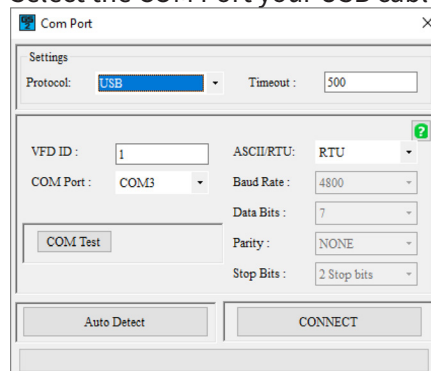 Select the COM Port your USB cabl
Com Port
Settings
Protocol: USB Timeout : 500
VFD ID : 1 ASCII/RTU: RTU
COM Port : COM3 Baud Rate : 4800
Data Bits : 7
COM Test Parity : NONE
Stop Bits : 2 Stop bits
Auto Detect CONNECT